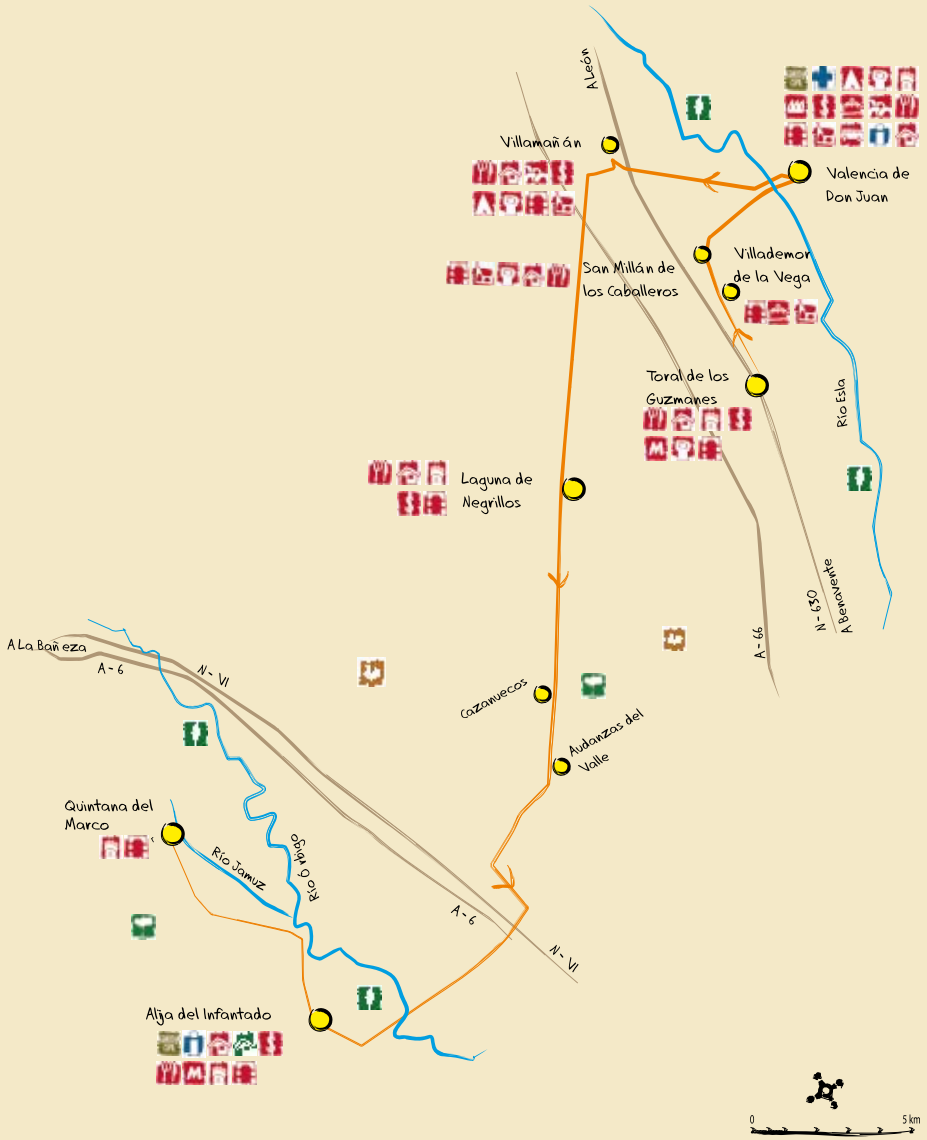 A León
Villamañán
Valencia de
Don Juan
Villademor
de la Vega
San Millán de
los Caballeros
Toral de los
Guzmanes
Río Esla
Laguna de
Negrillos
A Benavente
N-630
A-66
A La Bañeza
A-6
N-VI
Cazanuecos
Audanzas del
Valle
Quintana del
Marco
Río Jamuz
Río Órbigo
A-6
N-VI
Alija del Infantado
0 5 km